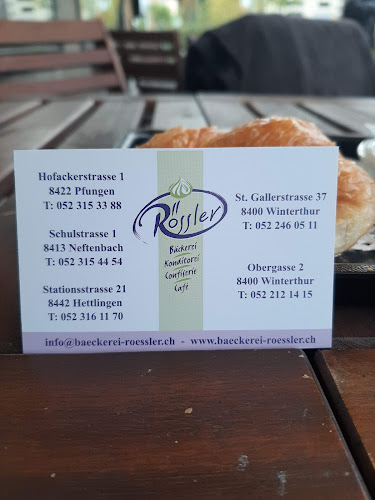 Hofackerstrasse 1
8422 Pfungen
T: 052 315 33 88
Schulstrasse 1
8413 Neftenbach
T: 052 315 44 54
Stationsstrasse 21
8442 Hettlingen
T: 052 316 11 70
Rössler
Bäckerei
Konditorei
Confiserie
Café
St. Gallerstrasse 37
8400 Winterthur
T: 052 246 05 11
Obergasse 2
8400 Winterthur
T: 052 212 14 15
info@baeckerei-roessler.ch - www.baeckerei-roessler.ch